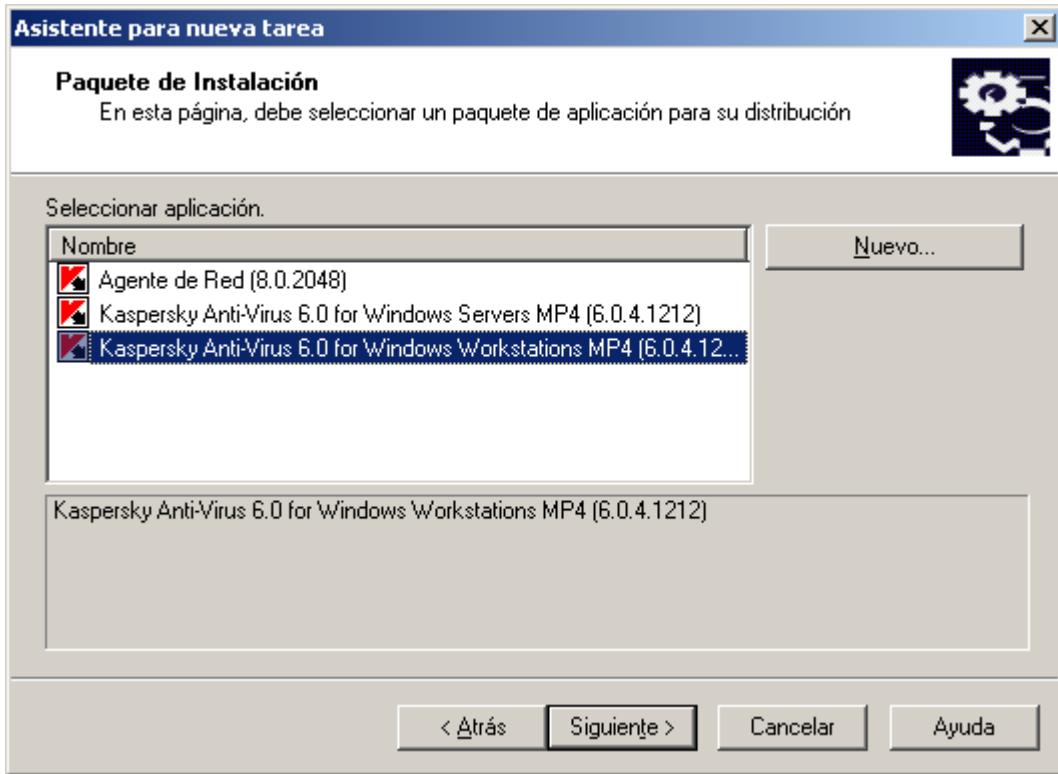 Asistente para nueva tarea
Paquete de Instalación
En esta página, debe seleccionar un paquete de aplicación para su distribución
Seleccionar aplicación.
Nombre
Nuevo...
Agente de Red (8.0.2048)
Kaspersky Anti-Virus 6.0 for Windows Servers MP4 (6.0.4.1212)
Kaspersky Anti-Virus 6.0 for Windows Workstations MP4 (6.0.4.12...
Kaspersky Anti-Virus 6.0 for Windows Workstations MP4 (6.0.4.1212)
< Atrás
Siguiente >
Cancelar
Ayuda